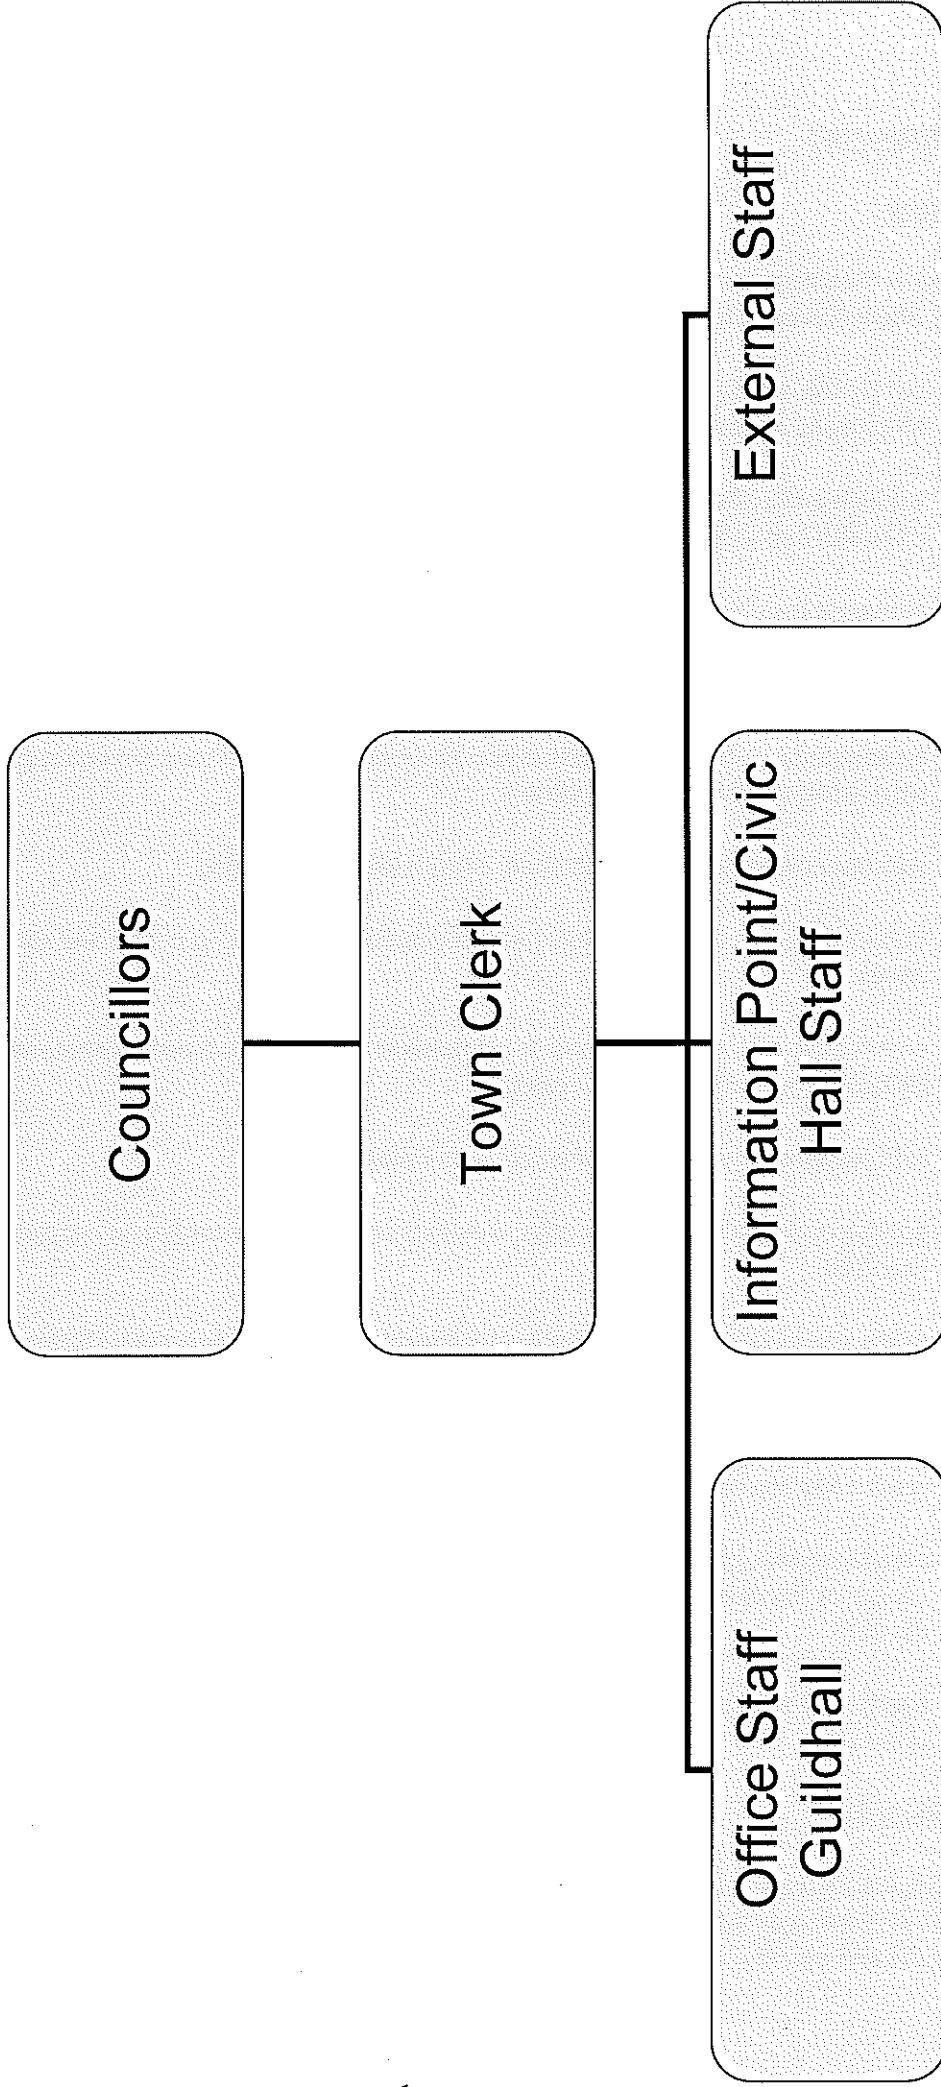 Councillors
Town Clerk
Office Staff
Guildhall
Information Point/Civic
Hall Staff
External Staff